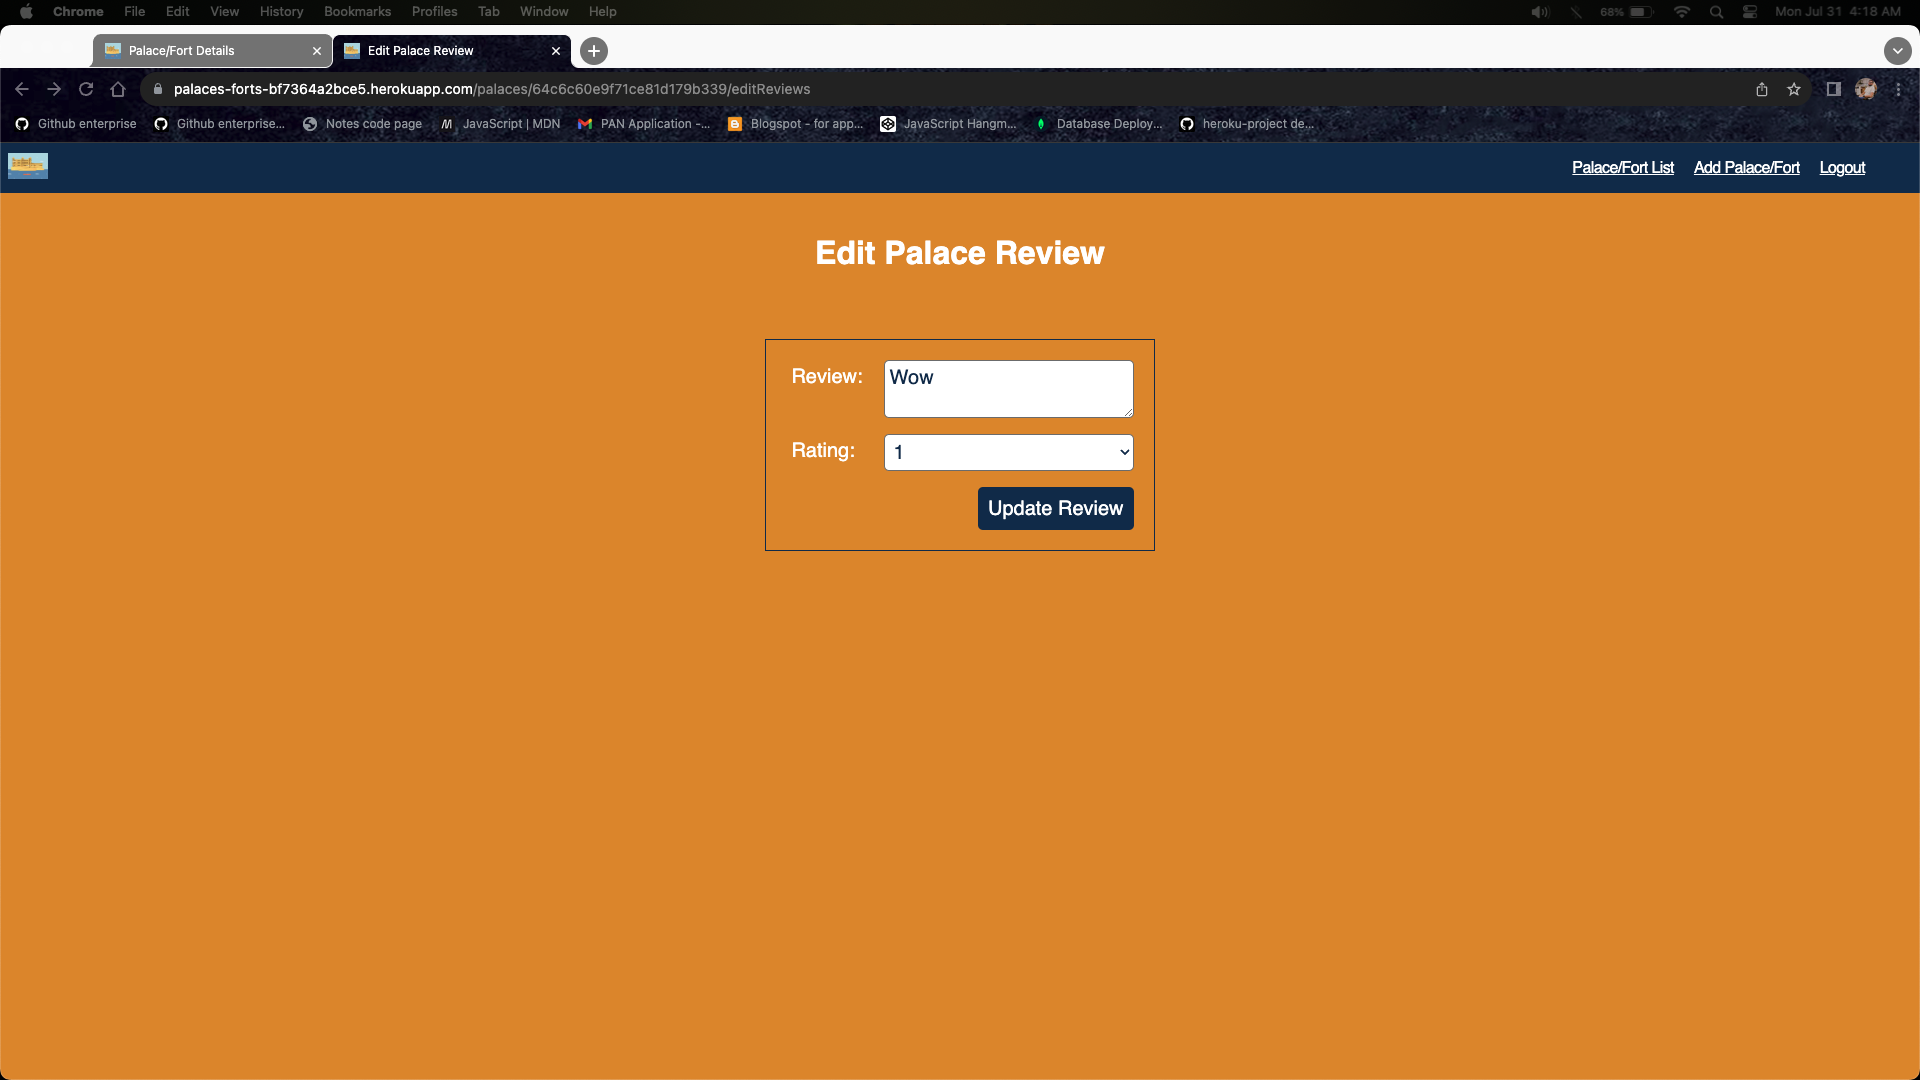 Chrome File Edit View History Bookmarks Profiles Tab Window Help 68% Mon Jul 31 4:18 AM
Palace/Fort Details Edit Palace Review
palaces-forts-bf7364a2bce5.herokuapp.com/palaces/64c6c60e9f71ce81d179b339/editReviews
Github enterprise Github enterprise... Notes code page JavaScript | MDN PAN Application -... Blogspot - for app... JavaScript Hangm... Database Deploy... heroku-project de...
Palace/Fort List Add Palace/Fort Logout
Edit Palace Review
Review: Wow
Rating: 1
Update Review